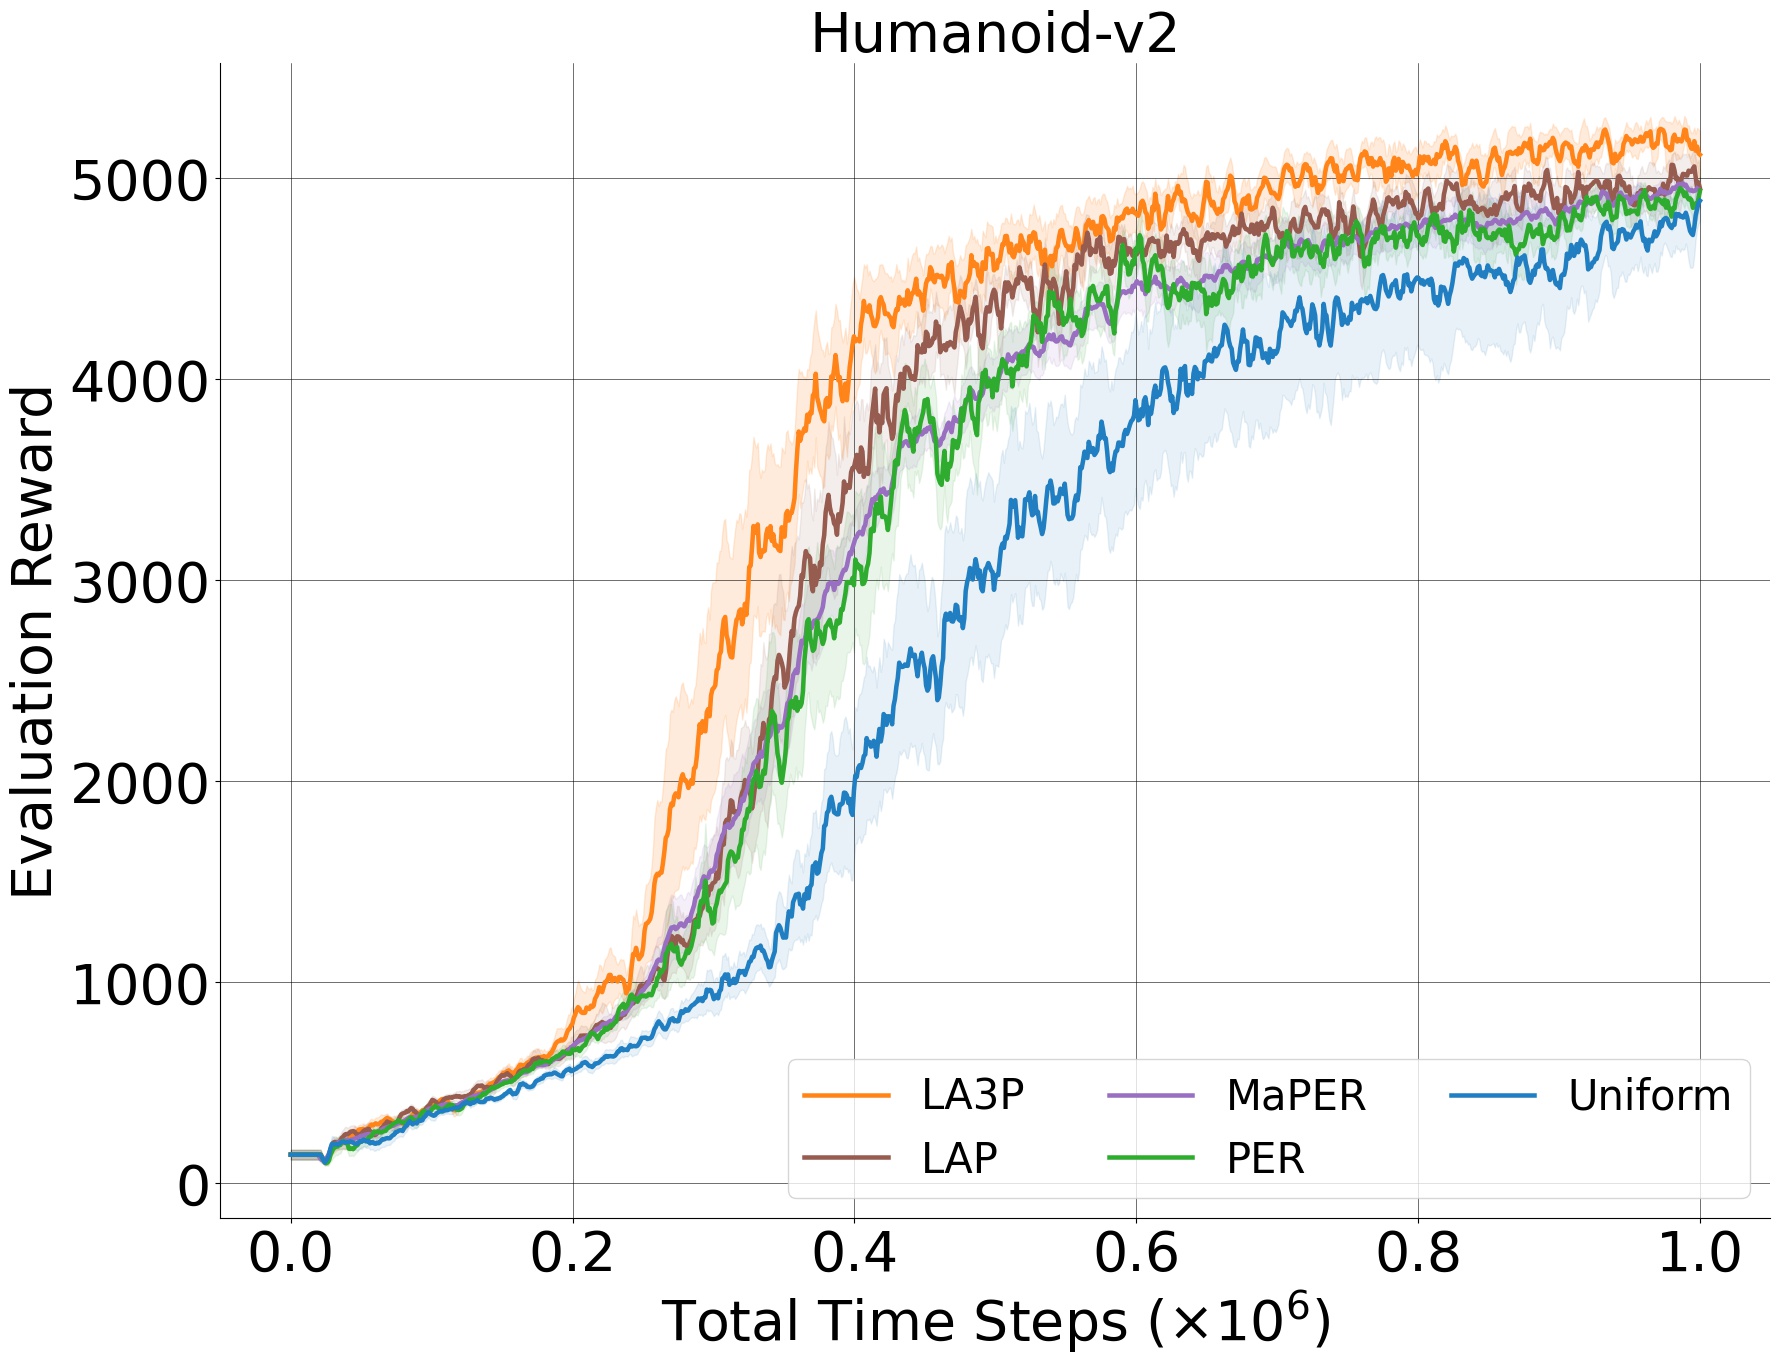 Humanoid-v2
Evaluation Reward
5000
4000
3000
2000
1000
0
0.0 0.2 0.4 0.6 0.8 1.0
Total Time Steps (×10⁶)
LA3P MaPER Uniform
LAP PER